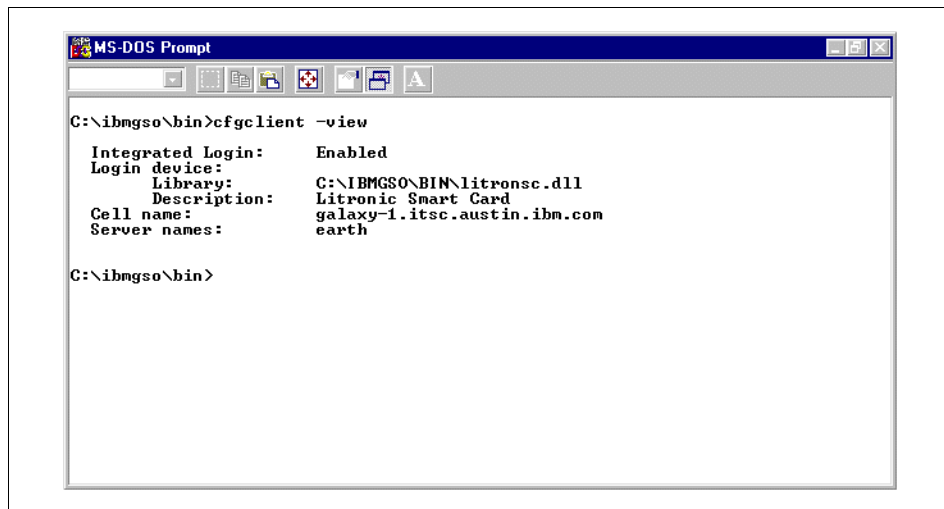 MS-DOS Prompt
A
C:\ibmgso\bin>cfgclient -view
Integrated Login: Enabled
Login device:
Library: C:\IBMGSO\BIN\litronsc.dll
Description: Litronic Smart Card
Cell name: galaxy-1.itsc.austin.ibm.com
Server names: earth
C:\ibmgso\bin>